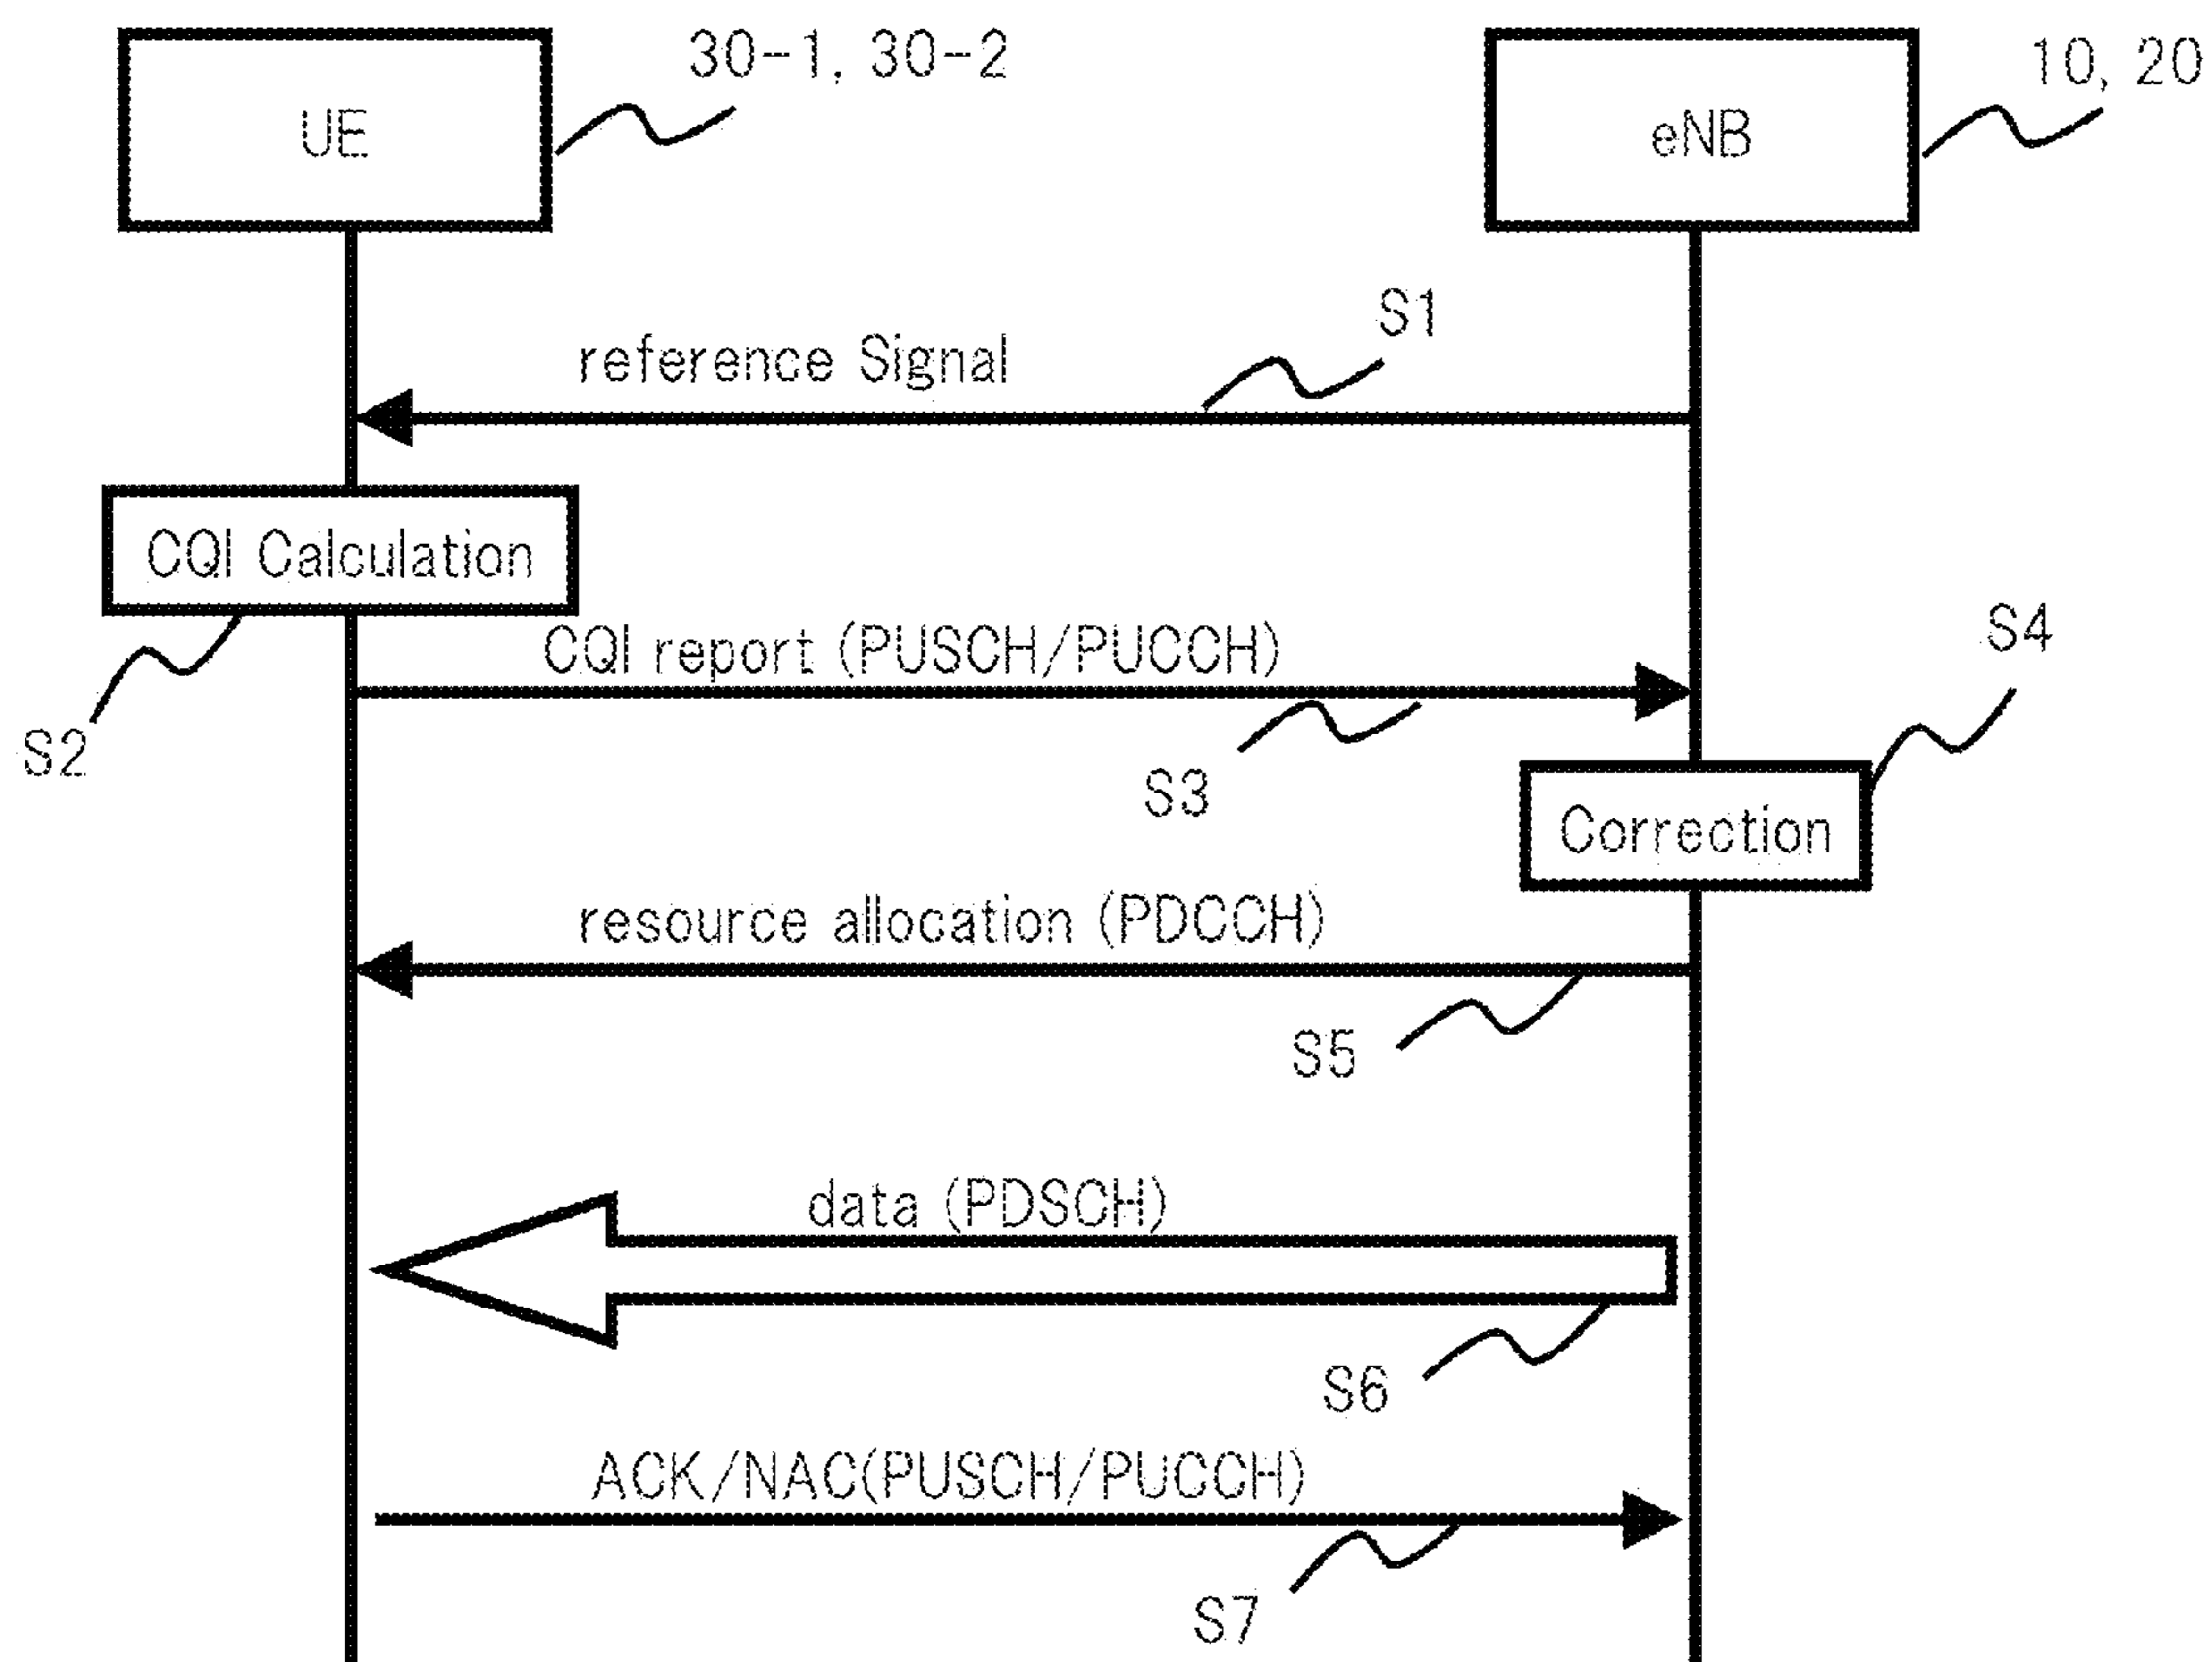 30-1, 30-2
10, 20
UE
eNB
S1
reference Signal
CQI Calculation
S4
CQI report (PUSCH/PUCCH)
S2
S3
Correction
resource allocation (PDCCH)
S5
data (PDSCH)
S6
ACK/NAC(PUSCH/PUCCH)
S7